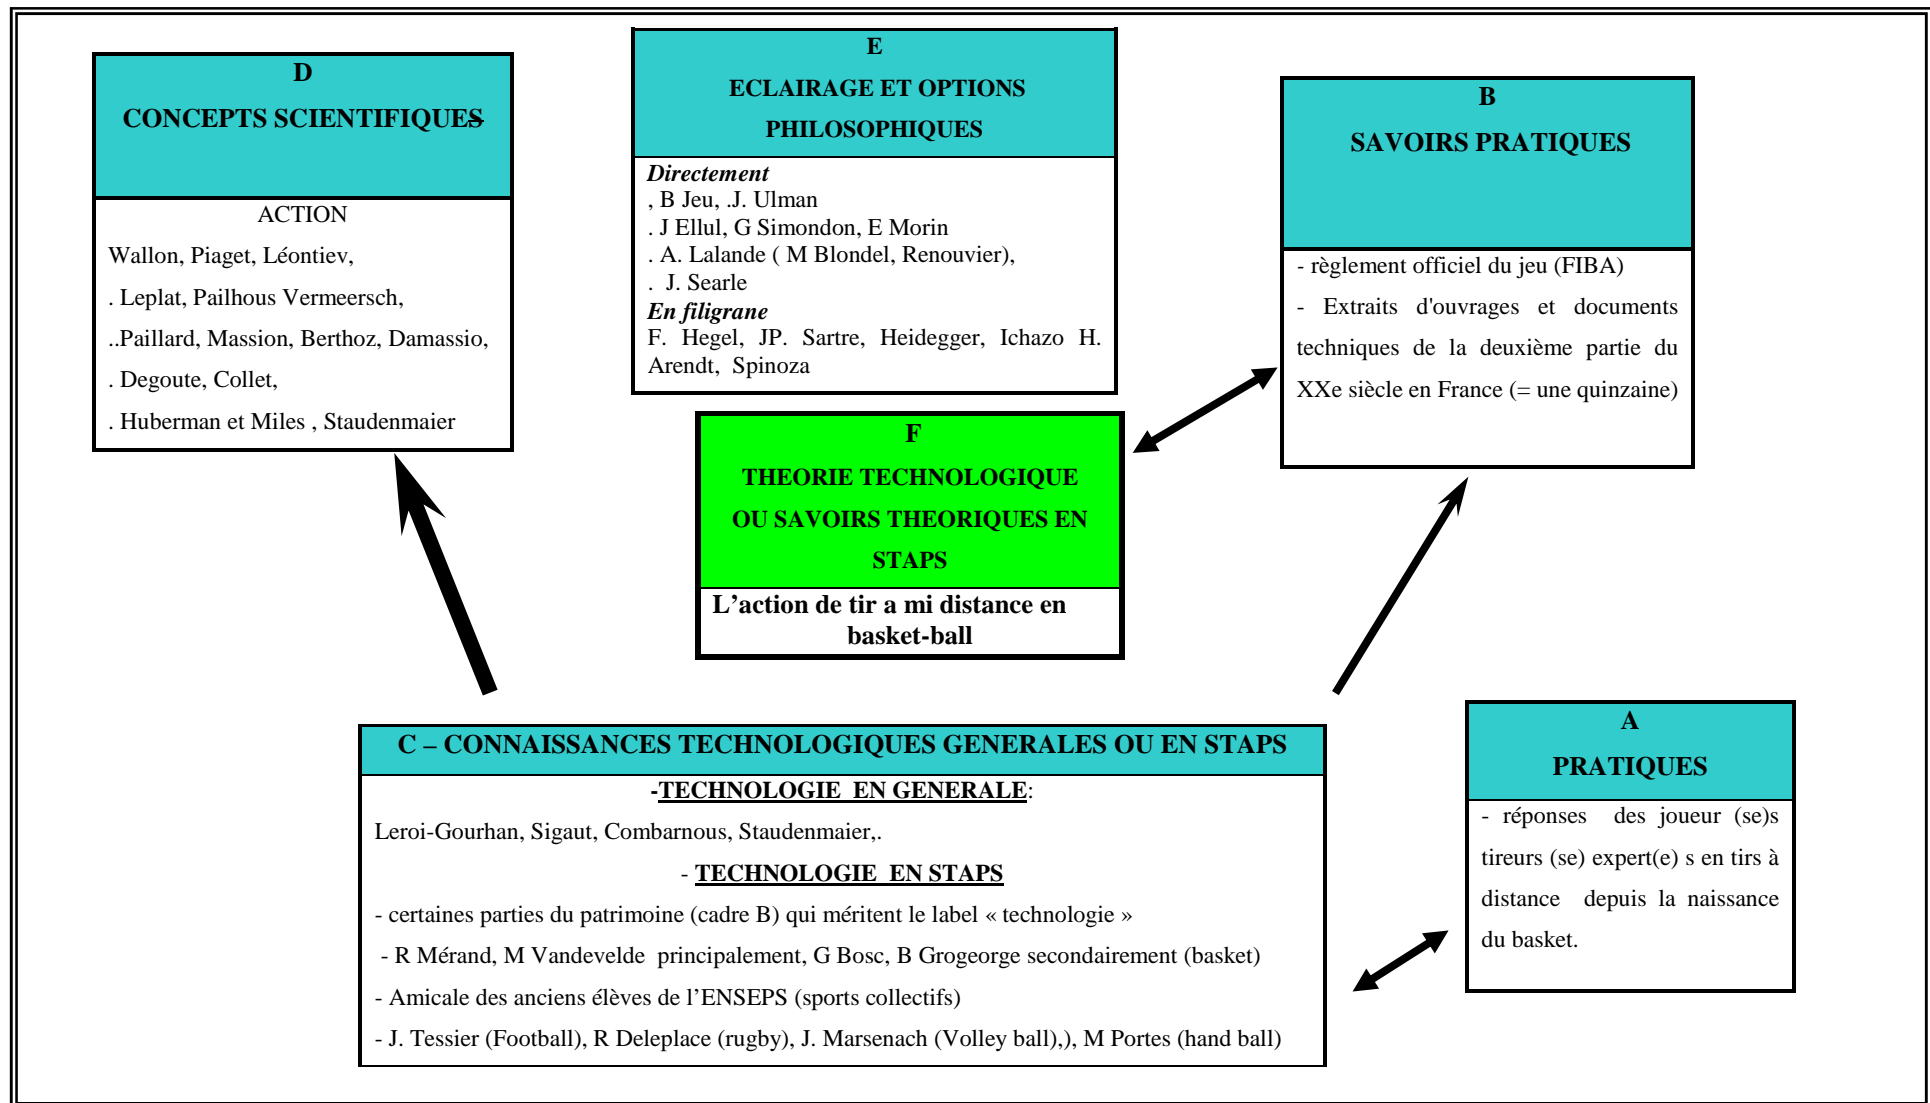 D
CONCEPTS SCIENTIFIQUES
ACTION
Wallon, Piaget, Léontiev,
. Leplat, Pailhous Vermeersch,
..Paillard, Massion, Berthoz, Damassio,
. Degoute, Collet,
. Huberman et Miles , Staudenmaier
E
ECLAIRAGE ET OPTIONS
PHILOSOPHIQUES
Directement
, B Jeu, .J. Ulman
. J Ellul, G Simondon, E Morin
. A. Lalande ( M Blondel, Renouvier),
. J. Searle
En filigrane
F. Hegel, JP. Sartre, Heidegger, Ichazo H.
Arendt, Spinoza
B
SAVOIRS PRATIQUES
- règlement officiel du jeu (FIBA)
- Extraits d'ouvrages et documents
techniques de la deuxième partie du
XXe siècle en France (= une quinzaine)
F
THEORIE TECHNOLOGIQUE
OU SAVOIRS THEORIQUES EN
STAPS
L’action de tir a mi distance en
basket-ball
C – CONNAISSANCES TECHNOLOGIQUES GENERALES OU EN STAPS
-TECHNOLOGIE EN GENERALE:
Leroi-Gourhan, Sigaut, Combarnous, Staudenmaier,.
- TECHNOLOGIE EN STAPS
- certaines parties du patrimoine (cadre B) qui méritent le label « technologie »
- R Mérand, M Vandevelde principalement, G Bosc, B Grogeorge secondairement (basket)
- Amicale des anciens élèves de l’ENSEPS (sports collectifs)
- J. Tessier (Football), R Deleplace (rugby), J. Marsenach (Volley ball),), M Portes (hand ball)
A
PRATIQUES
- réponses des joueur (se)s
tireurs (se) expert(e) s en tirs à
distance depuis la naissance
du basket.